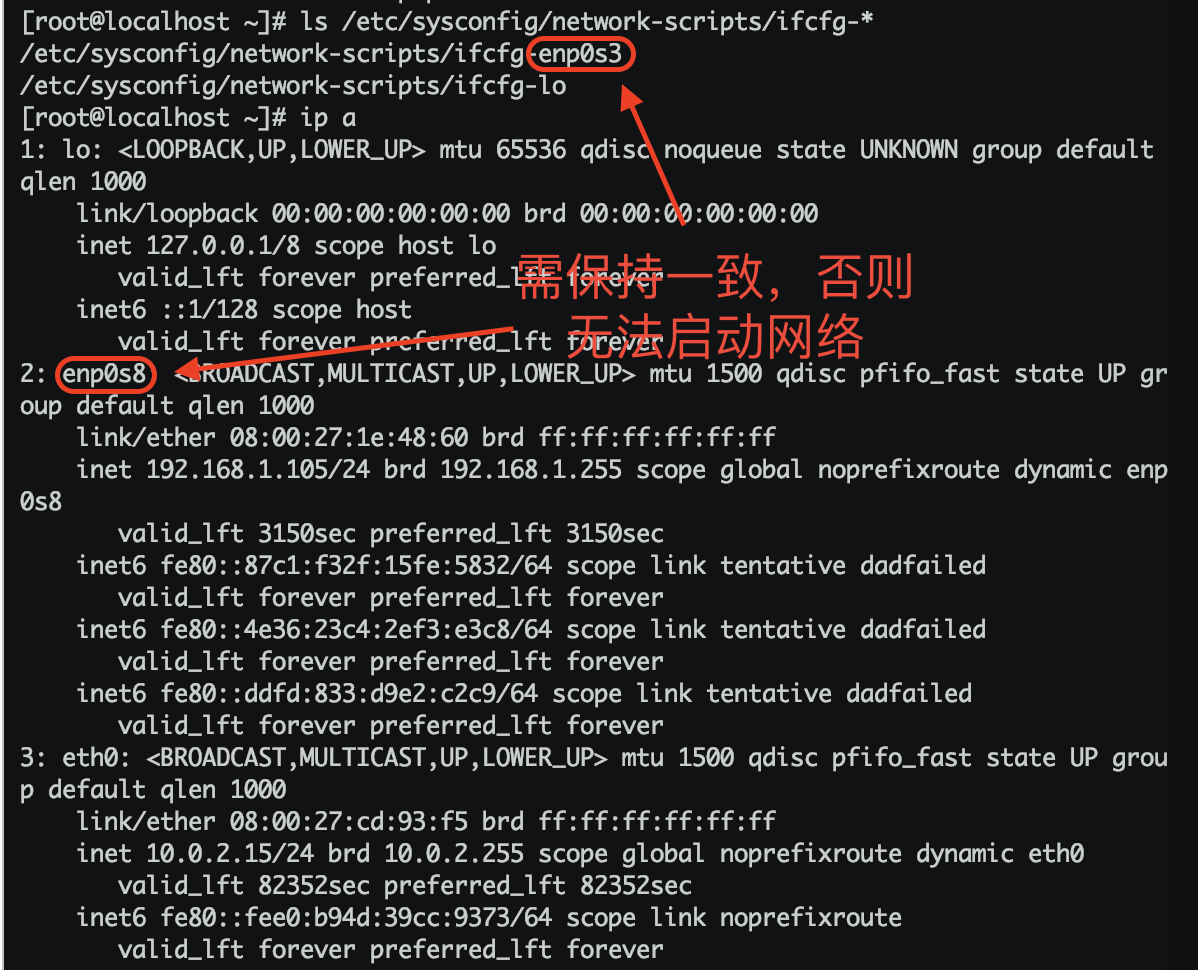 [root@localhost ~]# ls /etc/sysconfig/network-scripts/ifcfg-*
/etc/sysconfig/network-scripts/ifcfg-enp0s3
/etc/sysconfig/network-scripts/ifcfg-lo
[root@localhost ~]# ip a
1: lo: <LOOPBACK,UP,LOWER_UP> mtu 65536 qdisc noqueue state UNKNOWN group default
qlen 1000
    link/loopback 00:00:00:00:00:00 brd 00:00:00:00:00:00
    inet 127.0.0.1/8 scope host lo
       valid_lft forever preferred_lft forever
需保持一致，否则
    inet6 ::1/128 scope host
       valid_lft forever preferred_lft forever
无法启动网络
2: enp0s8: <BROADCAST,MULTICAST,UP,LOWER_UP> mtu 1500 qdisc pfifo_fast state UP gr
oup default qlen 1000
    link/ether 08:00:27:1e:48:60 brd ff:ff:ff:ff:ff:ff
    inet 192.168.1.105/24 brd 192.168.1.255 scope global noprefixroute dynamic enp
0s8
       valid_lft 3150sec preferred_lft 3150sec
    inet6 fe80::87c1:f32f:15fe:5832/64 scope link tentative dadfailed
       valid_lft forever preferred_lft forever
    inet6 fe80::4e36:23c4:2ef3:e3c8/64 scope link tentative dadfailed
       valid_lft forever preferred_lft forever
    inet6 fe80::ddfd:833:d9e2:c2c9/64 scope link tentative dadfailed
       valid_lft forever preferred_lft forever
3: eth0: <BROADCAST,MULTICAST,UP,LOWER_UP> mtu 1500 qdisc pfifo_fast state UP grou
p default qlen 1000
    link/ether 08:00:27:cd:93:f5 brd ff:ff:ff:ff:ff:ff
    inet 10.0.2.15/24 brd 10.0.2.255 scope global noprefixroute dynamic eth0
       valid_lft 82352sec preferred_lft 82352sec
    inet6 fe80::fee0:b94d:39cc:9373/64 scope link noprefixroute
       valid_lft forever preferred_lft forever